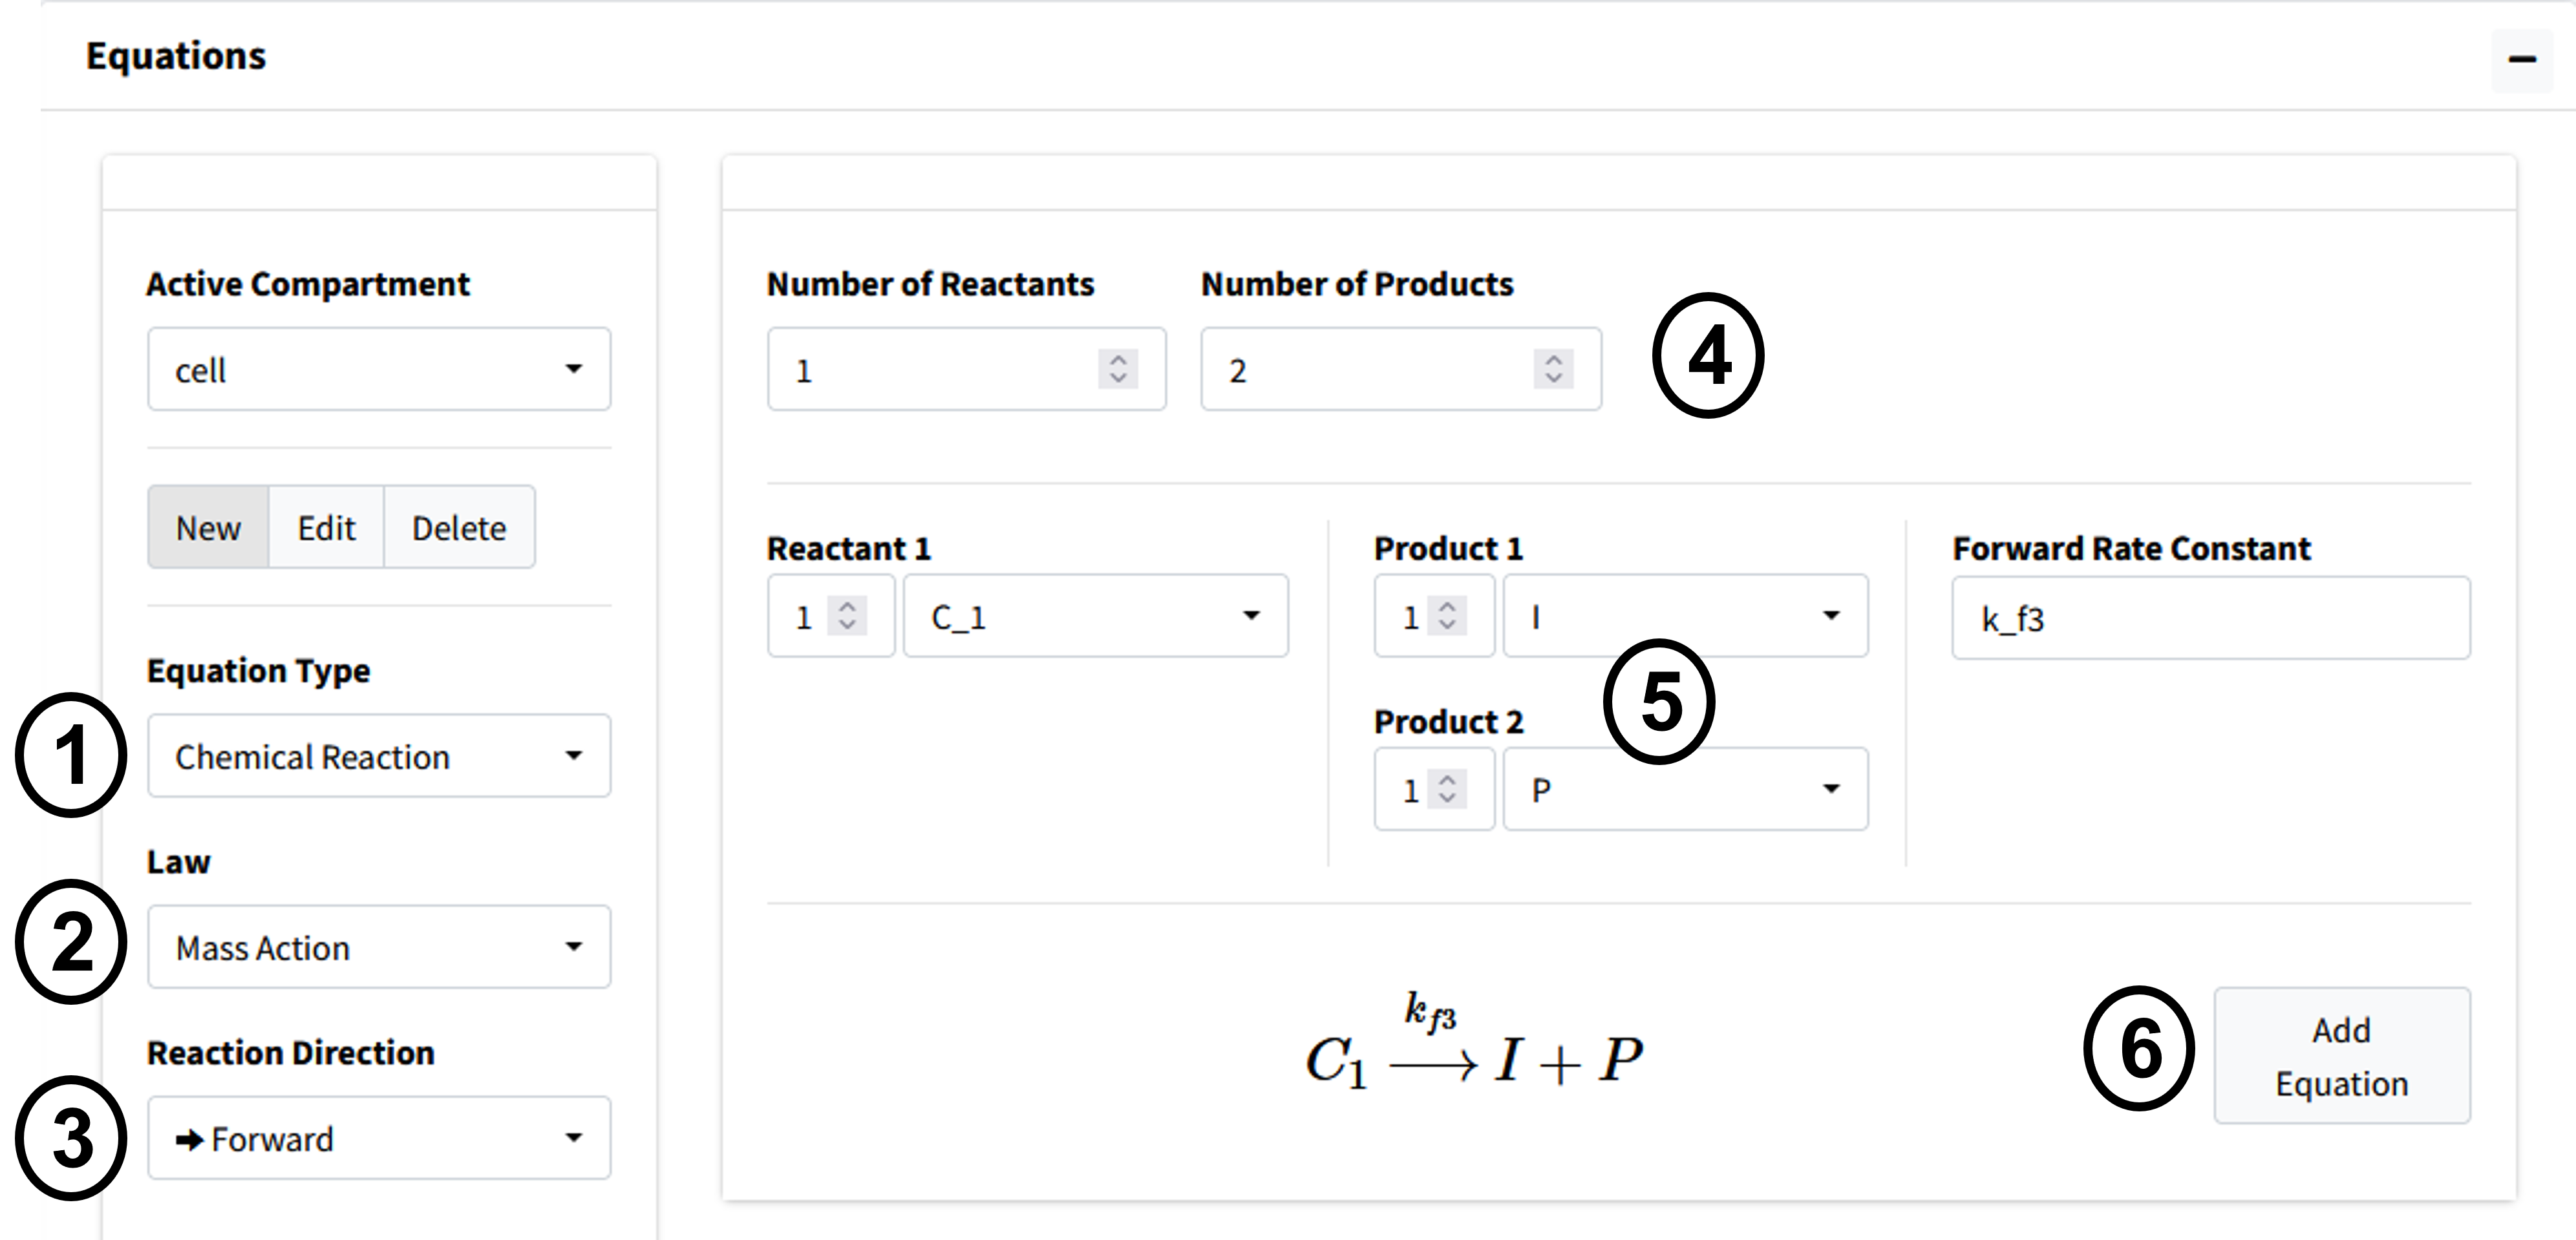 Equations
Active Compartment
cell
New Edit Delete
Equation Type
1
Chemical Reaction
Law
2
Mass Action
Reaction Direction
3
Forward
Number of Reactants Number of Products
1 2
4
Reactant 1 Product 1 Forward Rate Constant
1 C_1 1 I k_f3
5
Product 2
1 P
k_{f3}
C_1 ⟶ I + P
6
Add
Equation